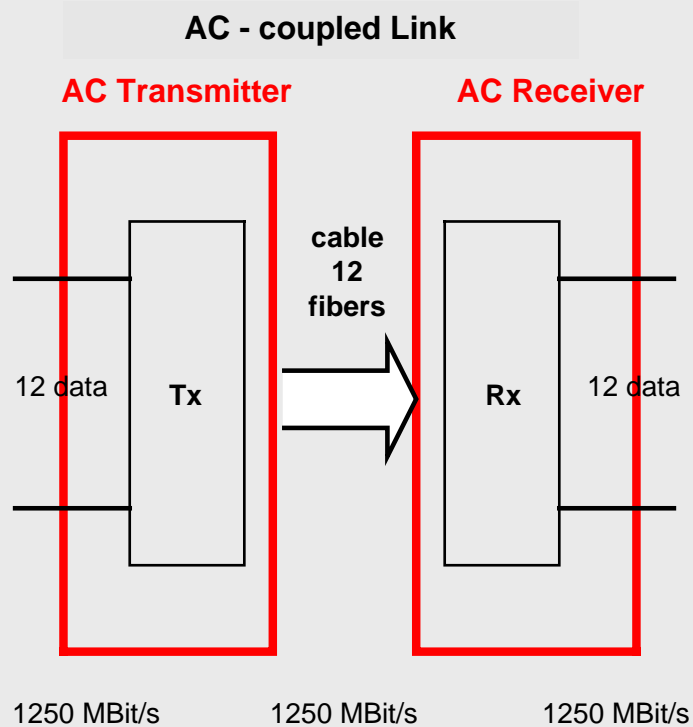 AC - coupled Link
AC Transmitter
AC Receiver
cable
12
fibers
12 data
Tx
Rx
12 data
1250 MBit/s
1250 MBit/s
1250 MBit/s